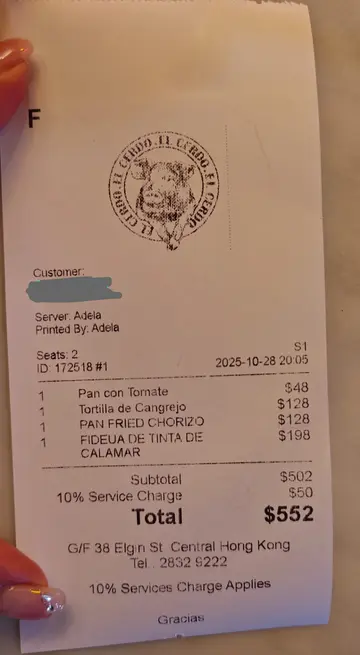 F
EL CERDO. EL CERDO. EL CERDO. EL CERDO.
Customer:
Server: Adela
Printed By: Adela
Seats: 2 S1
ID: 172518 #1 2025-10-28 20:05
1 Pan con Tomate $48
1 Tortilla de Cangrejo $128
1 PAN FRIED CHORIZO $128
1 FIDEUA DE TINTA DE $198
CALAMAR
Subtotal $502
10% Service Charge $50
Total $552
G/F 38 Elgin St. Central Hong Kong
Tel.: 2832 9222
10% Services Charge Applies
Gracias